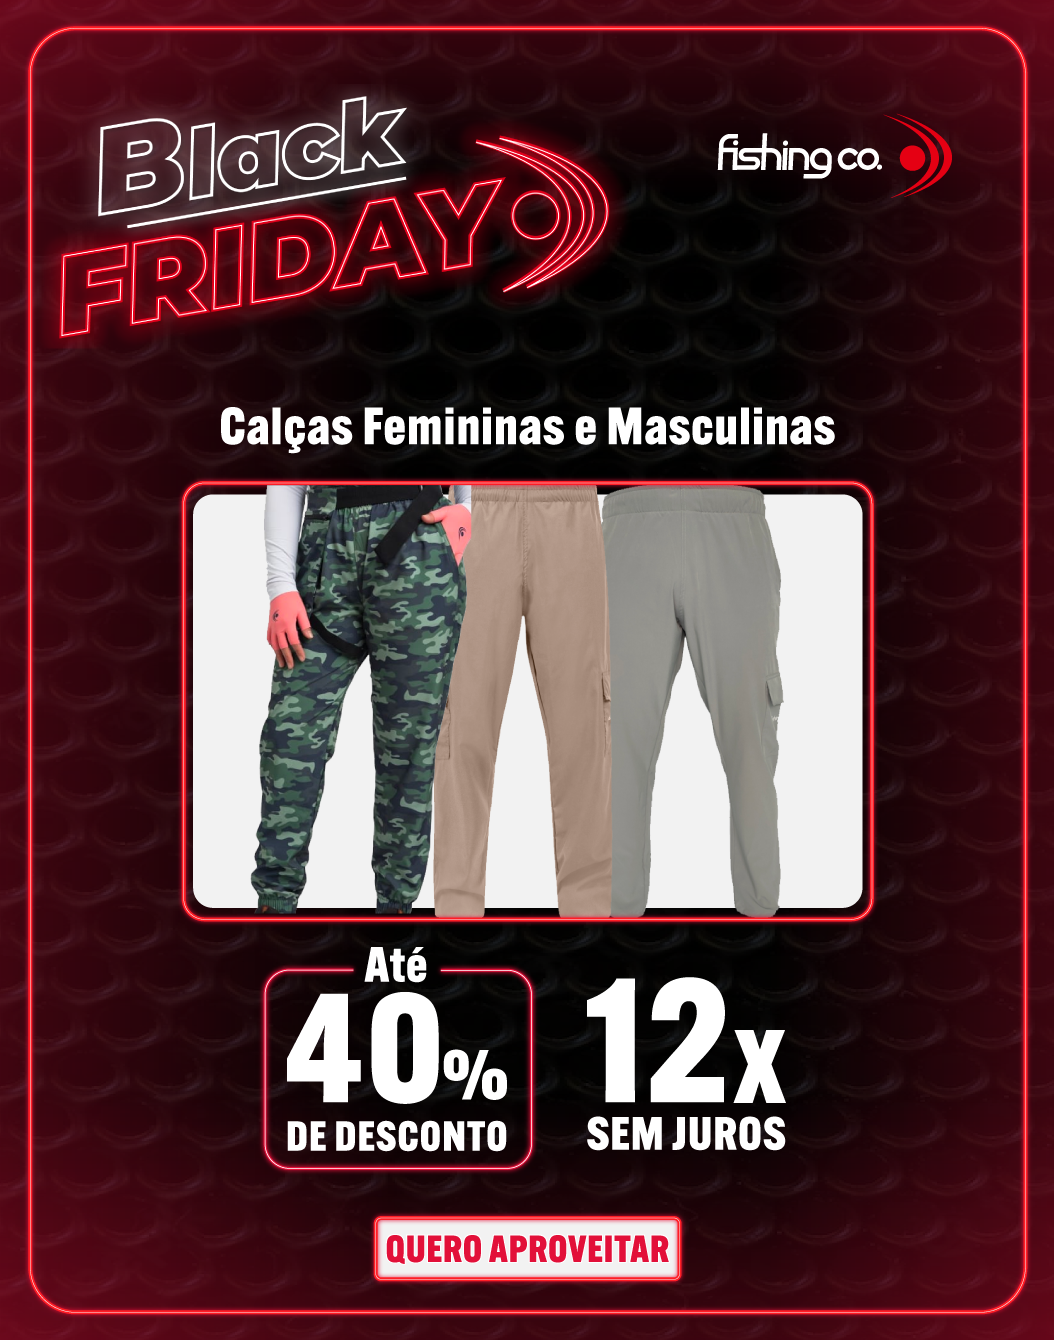 Black
FRIDAY
fishing co.
Calças Femininas e Masculinas
Até
40%
DE DESCONTO
12x
SEM JUROS
QUERO APROVEITAR